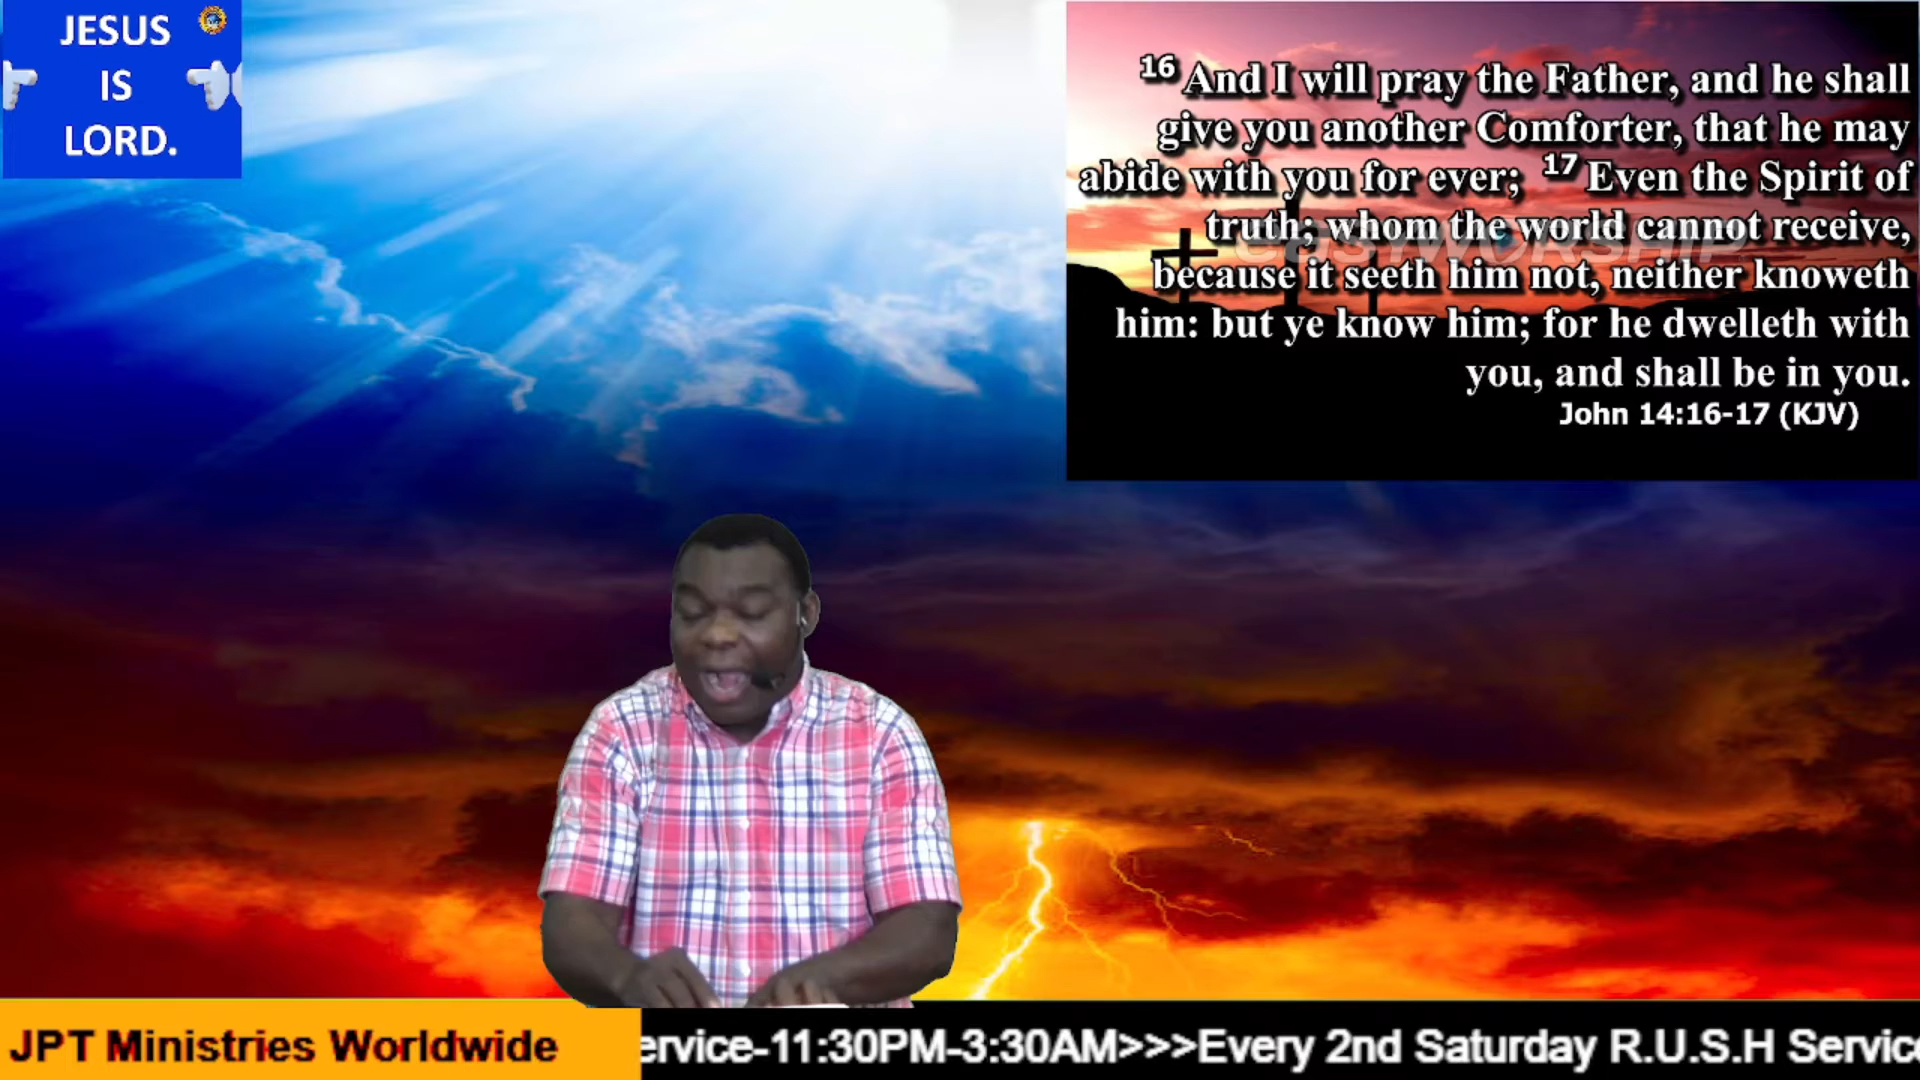 JESUS
IS
LORD.
16 And I will pray the Father, and he shall
give you another Comforter, that he may
abide with you for ever; 17 Even the Spirit of
truth; whom the world cannot receive,
because it seeth him not, neither knoweth
him: but ye know him; for he dwelleth with
you, and shall be in you.
John 14:16-17 (KJV)
EASYWORSHIP
JPT Ministries Worldwide
ervice-11:30PM-3:30AM>>>Every 2nd Saturday R.U.S.H Servic